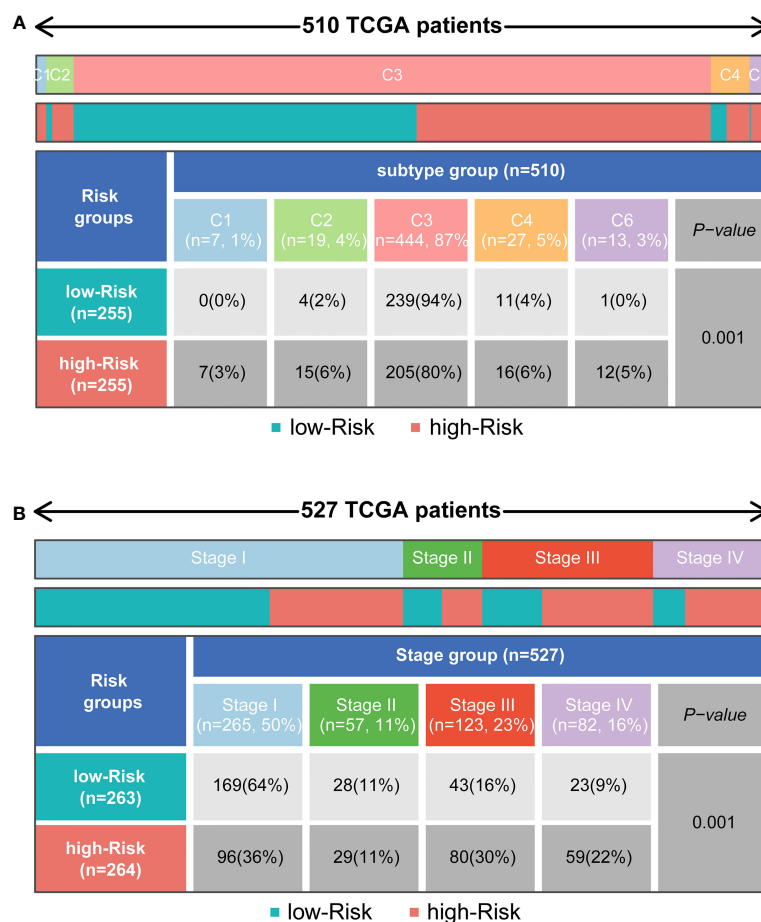 A
510 TCGA patients
C1 C2 C3 C4 C
Risk groups
subtype group (n=510)
C1 (n=7, 1%)
C2 (n=19, 4%)
C3 n=444, 87%
C4 (n=27, 5%)
C6 (n=13, 3%)
P−value
low-Risk (n=255)
0(0%)
4(2%)
239(94%)
11(4%)
1(0%)
0.001
high-Risk (n=255)
7(3%)
15(6%)
205(80%)
16(6%)
12(5%)
low-Risk high-Risk
B
527 TCGA patients
Stage I Stage II Stage III Stage IV
Risk groups
Stage group (n=527)
Stage I (n=265, 50%)
Stage II (n=57, 11%)
Stage III (n=123, 23%)
Stage IV (n=82, 16%)
P−value
low-Risk (n=263)
169(64%)
28(11%)
43(16%)
23(9%)
0.001
high-Risk (n=264)
96(36%)
29(11%)
80(30%)
59(22%)
low-Risk high-Risk